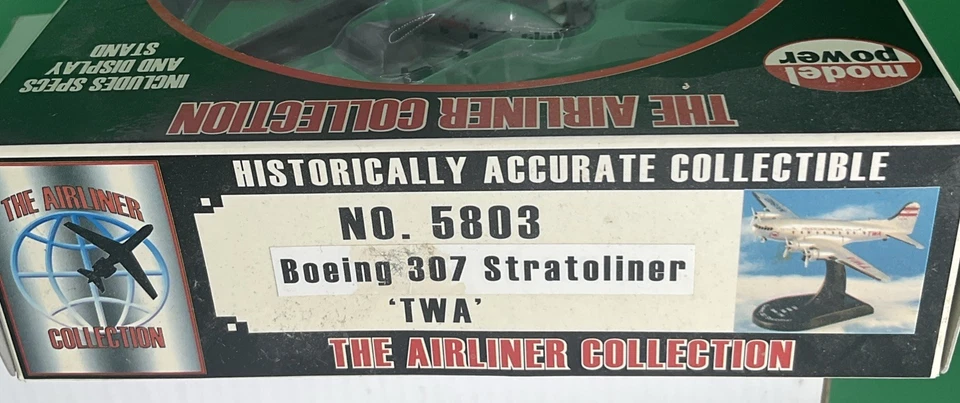 INCLUDES SPECS
AND DISPLAY
STAND
model
power
THE AIRLINER COLLECTION
HISTORICALLY ACCURATE COLLECTIBLE
THE AIRLINER
COLLECTION
NO. 5803
Boeing 307 Stratoliner
‘TWA’
THE AIRLINER COLLECTION